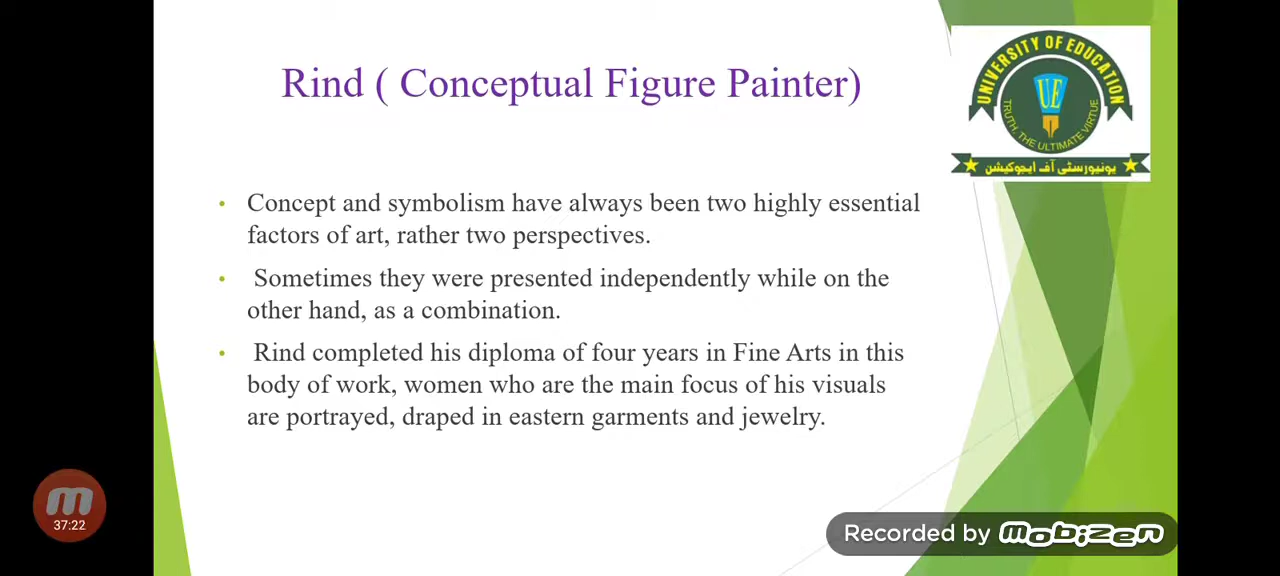 Rind ( Conceptual Figure Painter)
UNIVERSITY OF EDUCATION
UE
TRUTH, THE ULTIMATE VIRTUE
یونیورسٹی آف ایجوکیشن
• Concept and symbolism have always been two highly essential
factors of art, rather two perspectives.
• Sometimes they were presented independently while on the
other hand, as a combination.
• Rind completed his diploma of four years in Fine Arts in this
body of work, women who are the main focus of his visuals
are portrayed, draped in eastern garments and jewelry.
37:22
Recorded by mobizen